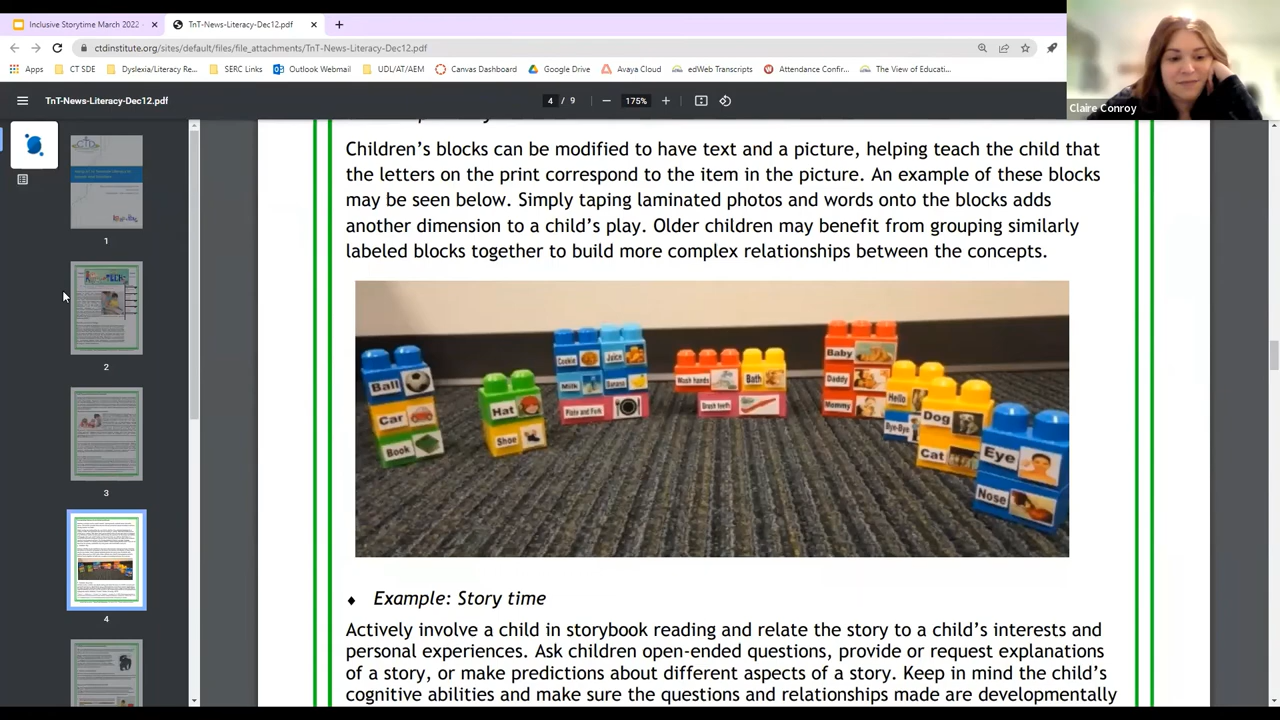 Inclusive Storytime March 2022
TnT-News-Literacy-Dec12.pdf
ctdinstitute.org/sites/default/files/file_attachments/TnT-News-Literacy-Dec12.pdf
Apps CT SDE Dyslexia/Literacy Re... SERC Links Outlook Webmail UDL/AT/AEM Canvas Dashboard Google Drive Avaya Cloud edWeb Transcripts Attendance Confir... The View of Educati...
Claire Conroy
TnT-News-Literacy-Dec12.pdf 4 / 9 175%
1
2
3
4
Children’s blocks can be modified to have text and a picture, helping teach the child that
the letters on the print correspond to the item in the picture. An example of these blocks
may be seen below. Simply taping laminated photos and words onto the blocks adds
another dimension to a child’s play. Older children may benefit from grouping similarly
labeled blocks together to build more complex relationships between the concepts.
Ball
Car
Book
Hat
Shoe
Cookie Juice
Milk
Plate and Fork
Wash hands Bath
Brush teeth
Baby
Daddy
Mommy
Hello
Bye-Bye
Dog
Cat
Eye
Nose
♦ Example: Story time
Actively involve a child in storybook reading and relate the story to a child’s interests and
personal experiences. Ask children open-ended questions, provide or request explanations
of a story, or make predictions about different aspects of a story. Keep in mind the child’s
cognitive abilities and make sure the questions and relationships made are developmentally